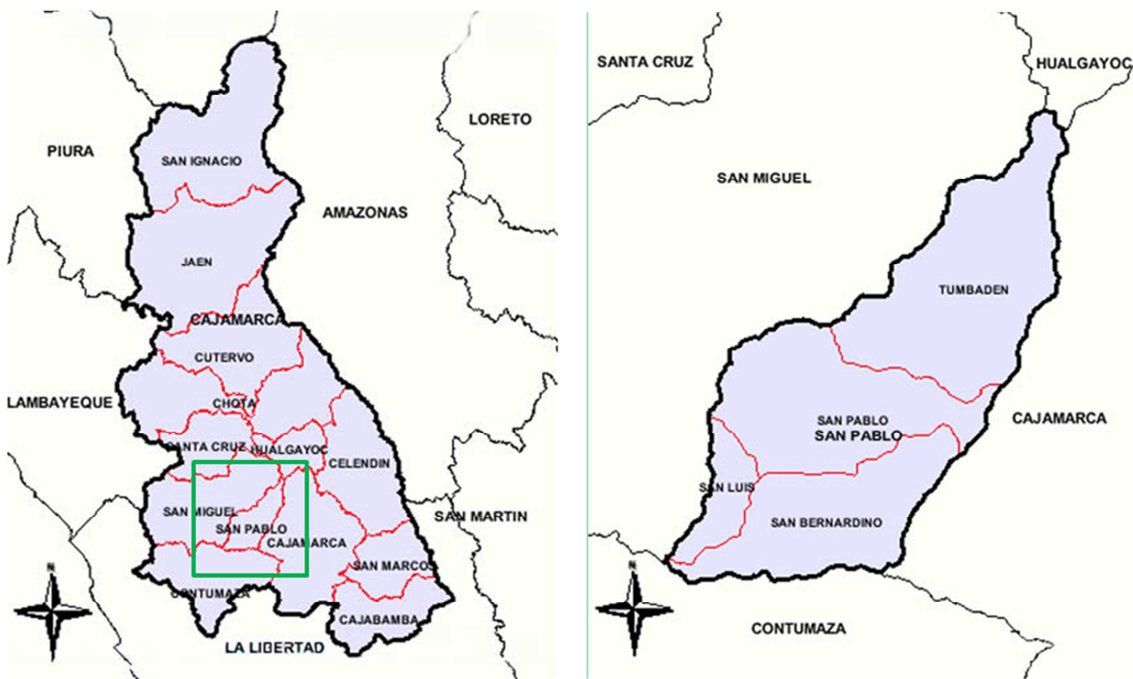 LORETO
PIURA
SAN IGNACIO
AMAZONAS
JAEN
CAJAMARCA
CUTERVO
LAMBAYEQUE
CHOTA
SANTA CRUZ
HUALGAYOC
CELENDIN
SAN MIGUEL
SAN MARTIN
SAN PABLO
CAJAMARCA
SAN MARCOS
N
CONTUMAZA
CAJABAMBA
LA LIBERTAD
SANTA CRUZ
HUALGAYOC
SAN MIGUEL
TUMBADEN
SAN PABLO
CAJAMARCA
SAN PABLO
SAN LUIS
SAN BERNARDINO
N
CONTUMAZA